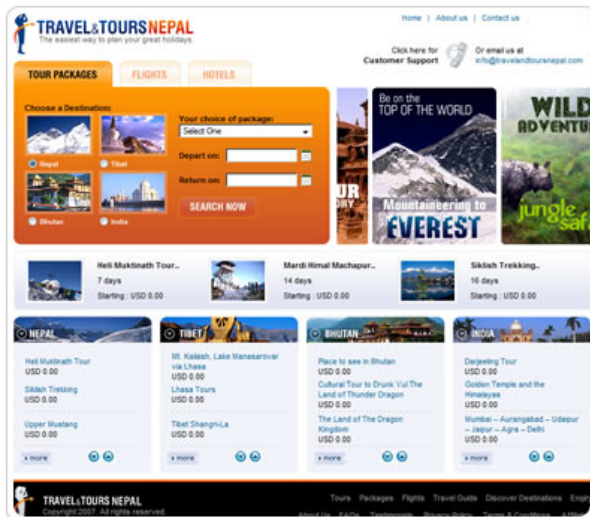 TRAVEL&TOURSNEPAL
The easiest way to plan your great holidays.
Home | About us | Contact us
Click here for
Customer Support
Or email us at
info@travelandtoursnepal.com
TOUR PACKAGES
FLIGHTS
HOTELS
Choose a Destination:
Nepal
Tibet
Bhutan
India
Your choice of package:
Select One
Depart on:
Return on:
SEARCH NOW
Be on the
TOP OF THE WORLD
Mountaineering to
EVEREST
WILD
ADVENTU
jungle
safa
Heli Muktinath Tour..
7 days
Starting : USD 0.00
Mardi Himal Machapur..
14 days
Starting : USD 0.00
Siklish Trekking..
16 days
Starting : USD 0.00
NEPAL
Heli Muktinath Tour
USD 0.00
Siklish Trekking
USD 0.00
Upper Mustang
USD 0.00
more
TIBET
Mt. Kailash, Lake Manasarovar
via Lhasa
USD 0.00
Lhasa Tours
USD 0.00
Tibet Shangri-La
USD 0.00
more
BHUTAN
Place to see in Bhutan
USD 0.00
Cultural Tour to Drunk Yul The
Land of Thunder Dragon
USD 0.00
The Land of The Dragon
Kingdom
USD 0.00
more
INDIA
Darjeeling Tour
USD 0.00
Golden Temple and the
Himalayas
USD 0.00
Mumbai – Aurangabad – Udaipur
– Jaipur – Agra – Delhi
USD 0.00
more
TRAVEL&TOURS NEPAL
Copyright 2007. All rights reserved.
Tours Packages Flights Travel Guide Discover Destinations Enqiry
About Us FAQs Testimonials Privacy Policy Terms & Conditions